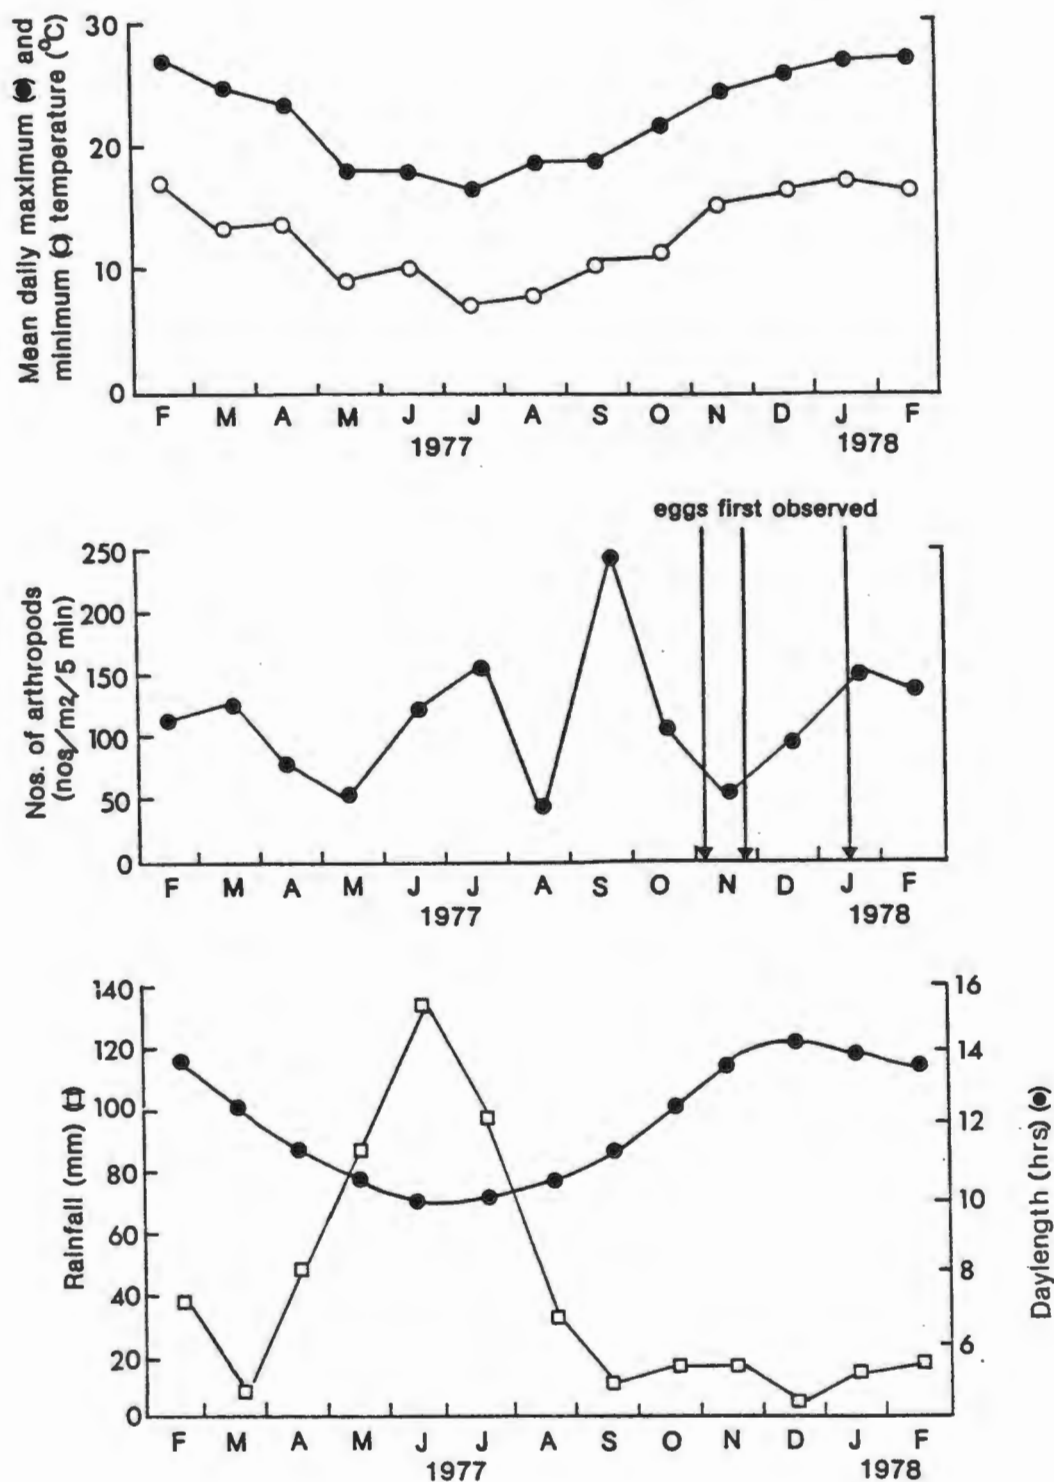 Mean daily maximum (●) and
minimum (○) temperature (°C)
30
20
10
0
F M A M J J A S O N D J F
1977 1978
eggs first observed
Nos. of arthropods
(nos/m2/5 min)
250
200
150
100
50
0
F M A M J J A S O N D J F
1977 1978
Rainfall (mm) (□)
140
120
100
80
60
40
20
0
16
14
12
10
8
6
Daylength (hrs) (●)
F M A M J J A S O N D J F
1977 1978